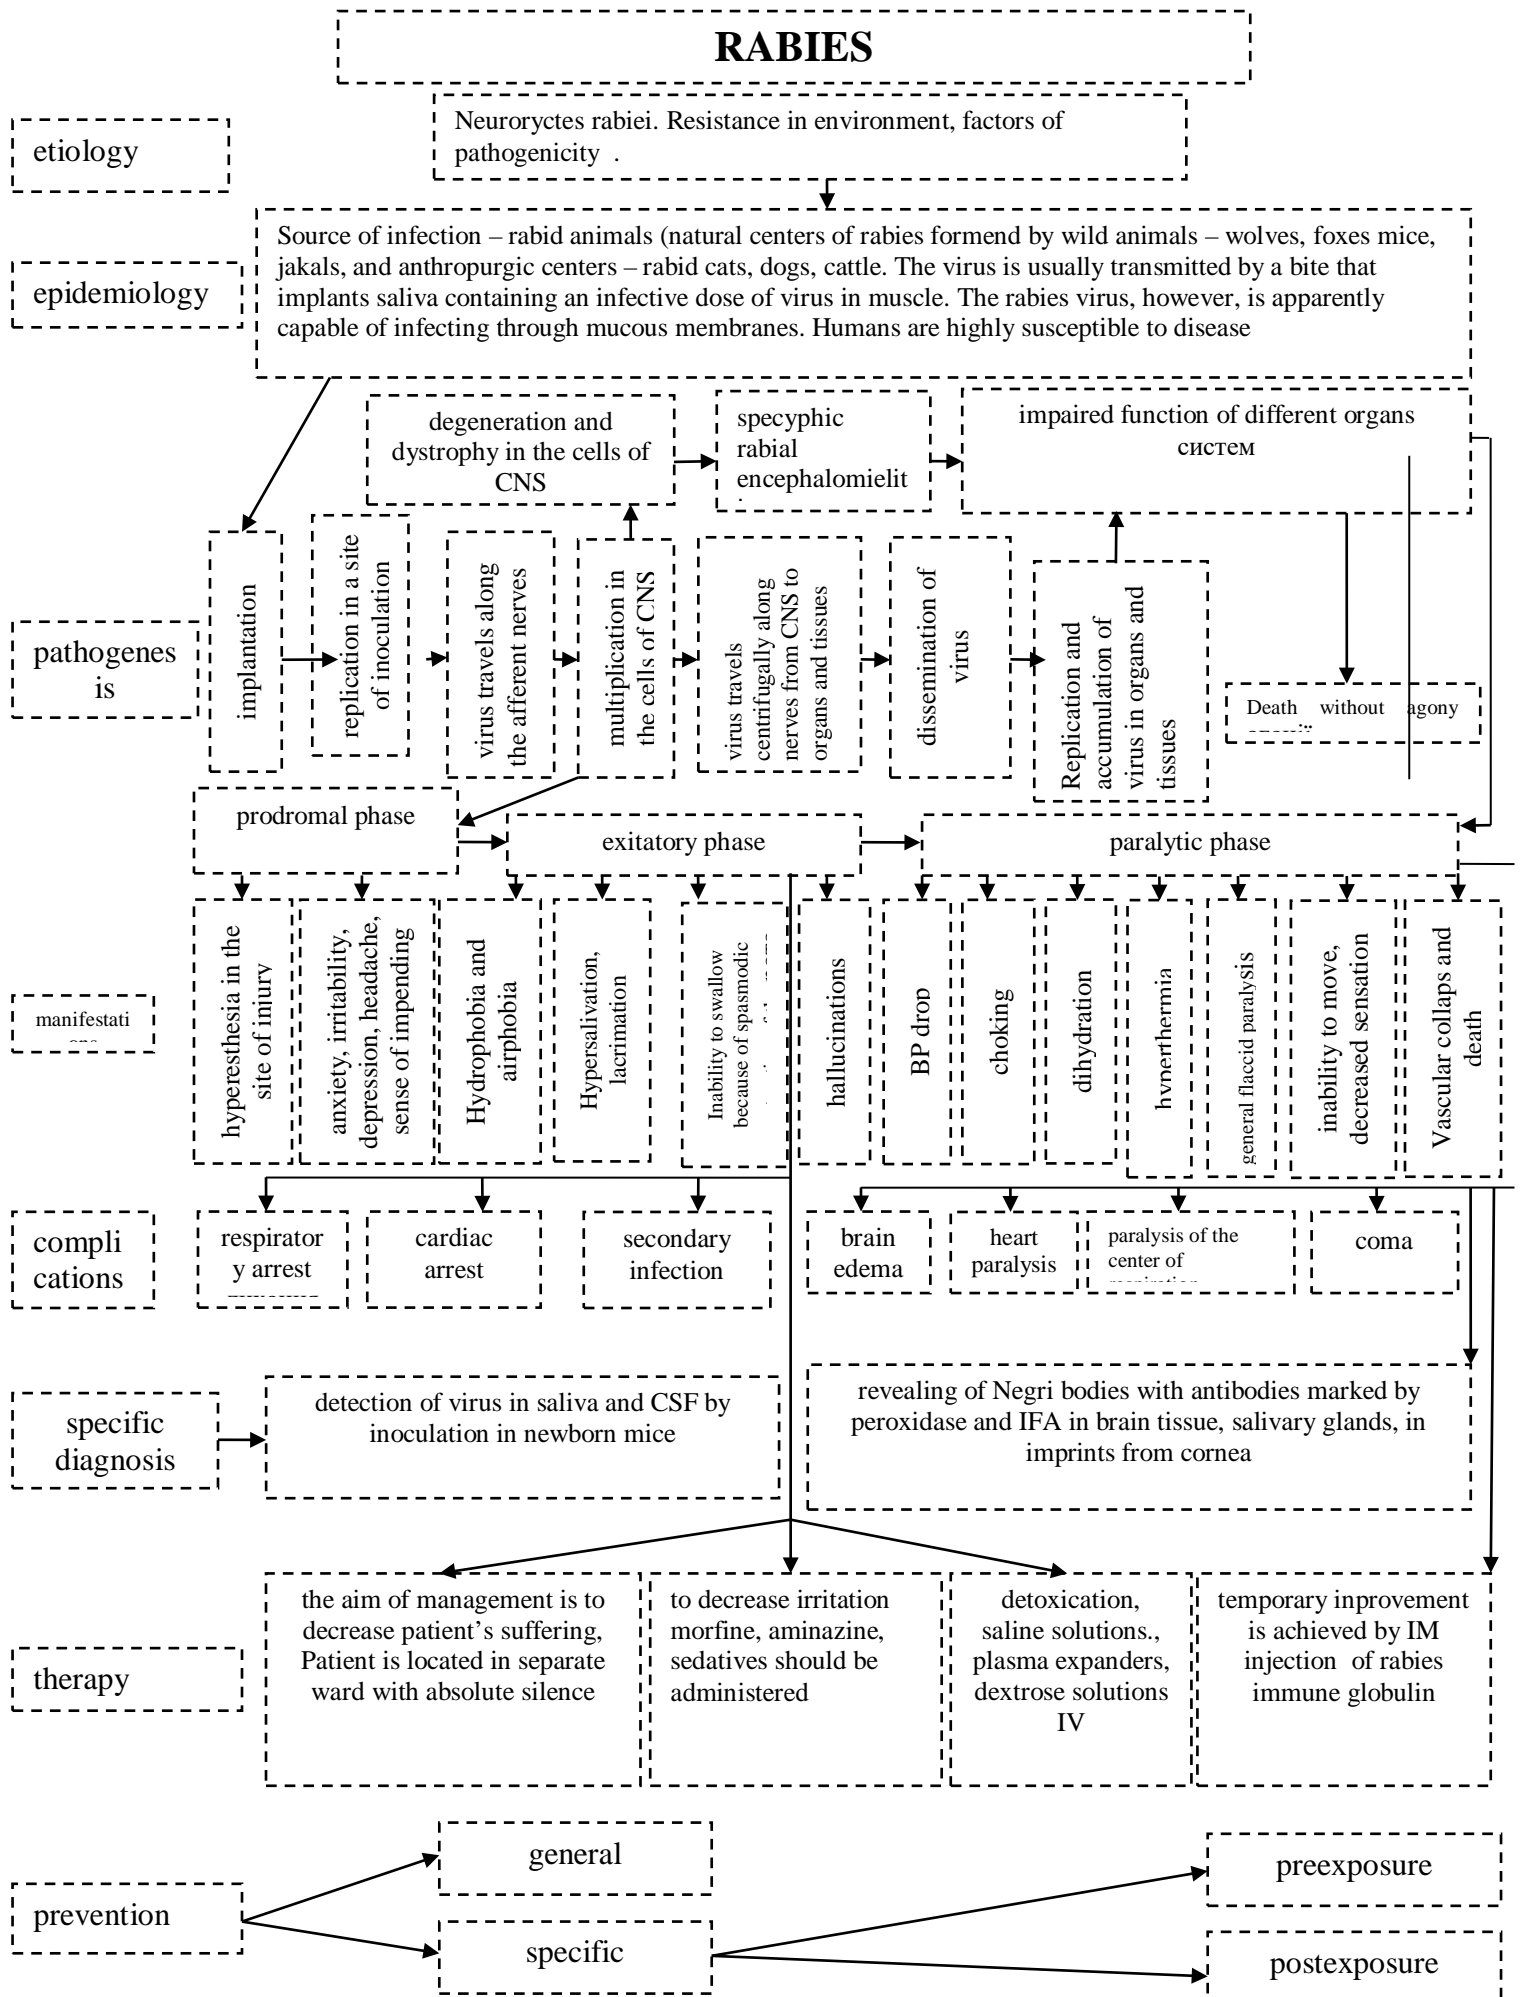 RABIES
etiology
Neuroryctes rabiei. Resistance in environment, factors of
pathogenicity .
epidemiology
Source of infection – rabid animals (natural centers of rabies formend by wild animals – wolves, foxes mice,
jakals, and anthropurgic centers – rabid cats, dogs, cattle. The virus is usually transmitted by a bite that
implants saliva containing an infective dose of virus in muscle. The rabies virus, however, is apparently
capable of infecting through mucous membranes. Humans are highly susceptible to disease
degeneration and
dystrophy in the cells of
CNS
specyphic
rabial
encephalomielit
impaired function of different organs
систем
pathogenes
is
implantation
replication in a site
of inoculation
virus travels along
the afferent nerves
multiplication in
the cells of CNS
virus travels
centrifugally along
nerves from CNS to
organs and tissues
dissemination of
virus
Replication and
accumulation of
virus in organs and
tissues
Death without agony
prodromal phase
exitatory phase
paralytic phase
manifestati
hyperesthesia in the
site of injury
anxiety, irritability,
depression, headache,
sense of impending
Hydrophobia and
airphobia
Hypersalivation,
lacrimation
Inability to swallow
because of spasmodic
hallucinations
BP drop
choking
dihydration
hyperthermia
general flaccid paralysis
inability to move,
decreased sensation
Vascular collaps and
death
compli
cations
respirator
y arrest
cardiac
arrest
secondary
infection
brain
edema
heart
paralysis
paralysis of the
center of
coma
specific
diagnosis
detection of virus in saliva and CSF by
inoculation in newborn mice
revealing of Negri bodies with antibodies marked by
peroxidase and IFA in brain tissue, salivary glands, in
imprints from cornea
therapy
the aim of management is to
decrease patient’s suffering,
Patient is located in separate
ward with absolute silence
to decrease irritation
morfine, aminazine,
sedatives should be
administered
detoxication,
saline solutions.,
plasma expanders,
dextrose solutions
IV
temporary inprovement
is achieved by IM
injection of rabies
immune globulin
prevention
general
specific
preexposure
postexposure